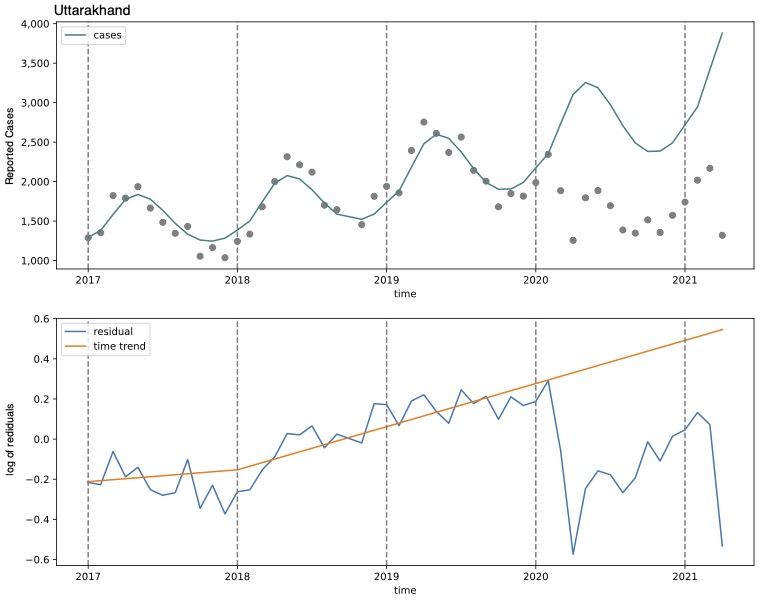 Uttarakhand
4,000
3,500
3,000
2,500
2,000
1,500
1,000
Reported Cases
cases
2017 2018 2019 2020 2021
time
0.6
0.4
0.2
0.0
−0.2
−0.4
−0.6
log of rediduals
residual
time trend
2017 2018 2019 2020 2021
time